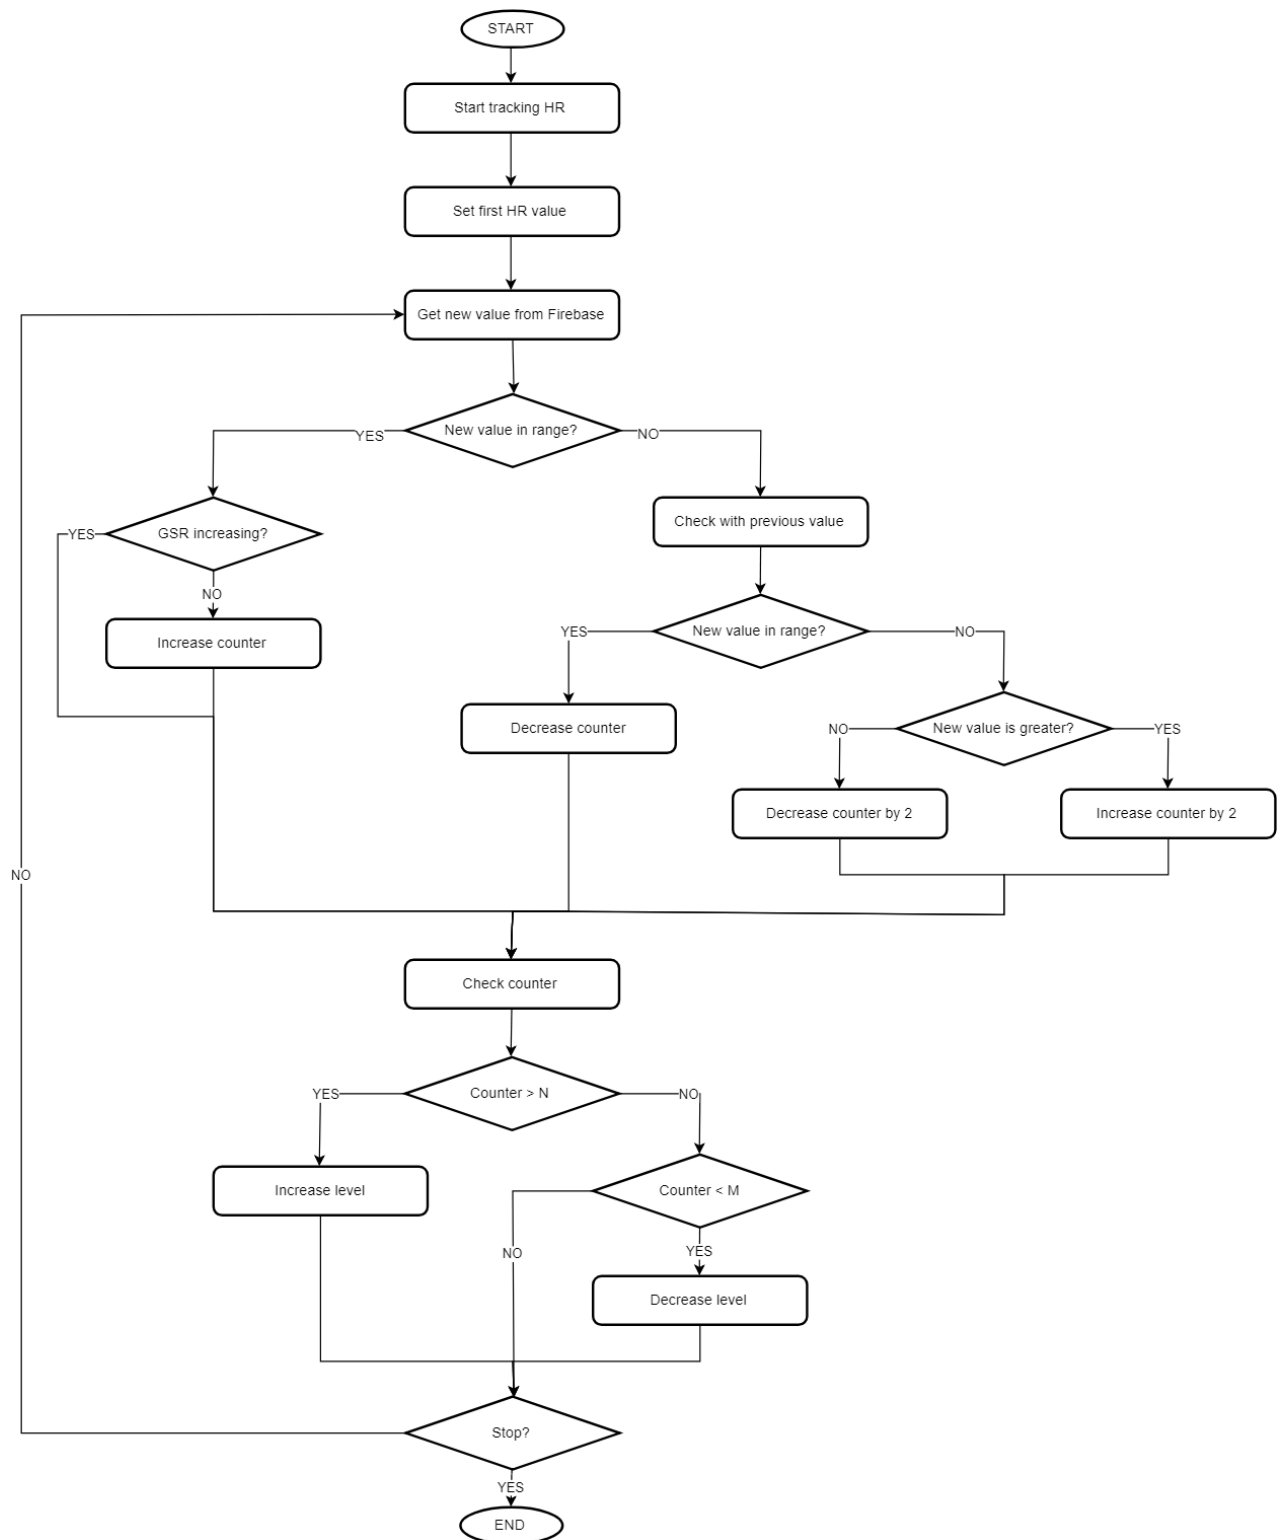 START
Start tracking HR
Set first HR value
Get new value from Firebase
New value in range?
YES
NO
GSR increasing?
YES
NO
Increase counter
Check with previous value
New value in range?
YES
NO
Decrease counter
New value is greater?
NO
YES
Decrease counter by 2
Increase counter by 2
NO
Check counter
Counter > N
YES
NO
Increase level
Counter < M
NO
YES
Decrease level
Stop?
YES
END